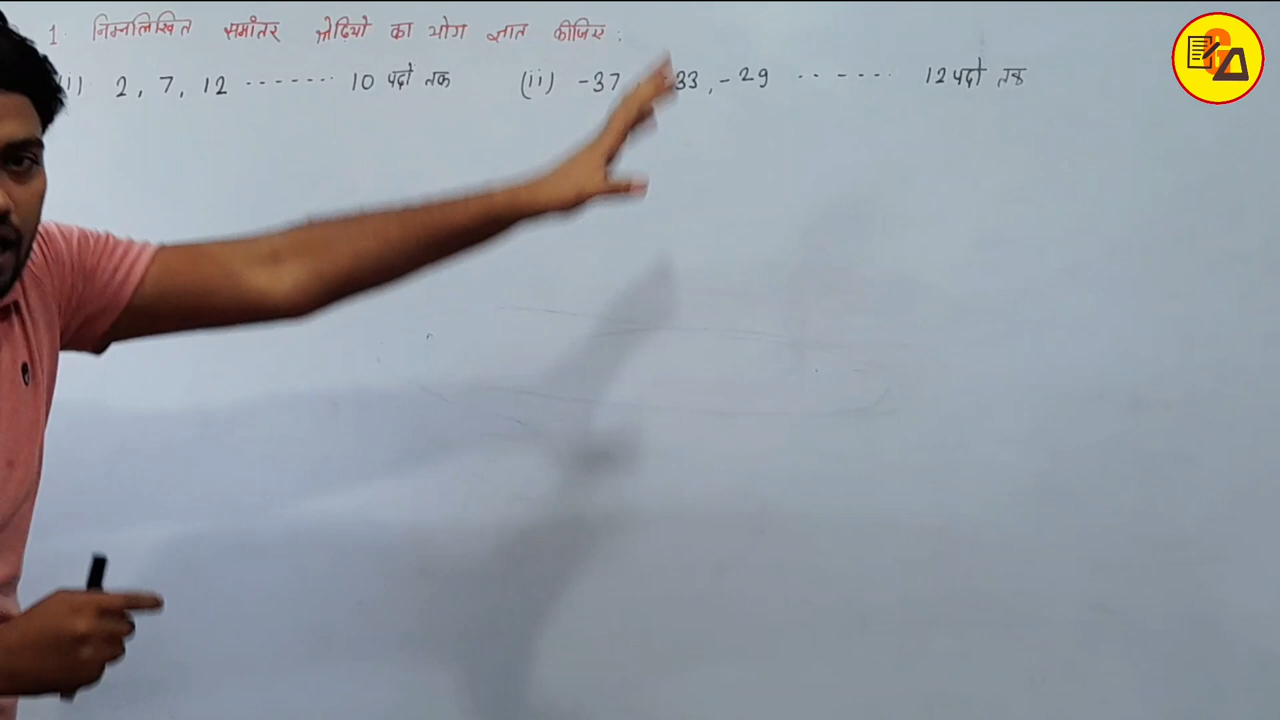 1. निम्नलिखित समांतर श्रेढ़ियो का योग ज्ञात कीजिए :
(i) 2, 7, 12 ------- 10 पदों तक (ii) -37, -33, -29 ------- 12 पदों तक